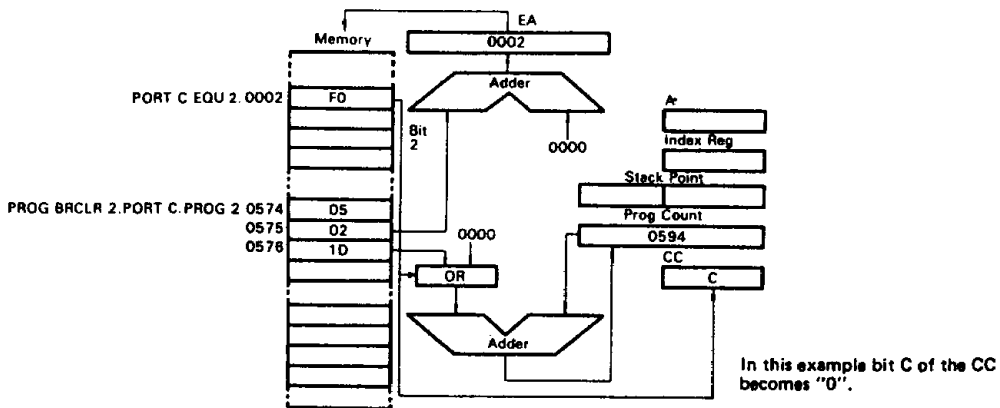 EA
Memory
0002
Adder
PORT C EQU 2. 0002 F0
Bit
2
0000
A
Index Reg
Stack Point
PROG BRCLR 2.PORT C.PROG 2 0574 05
Prog Count
0575 02
0000
0594
0576 1D
CC
OR
C
Adder
In this example bit C of the CC
becomes "0".